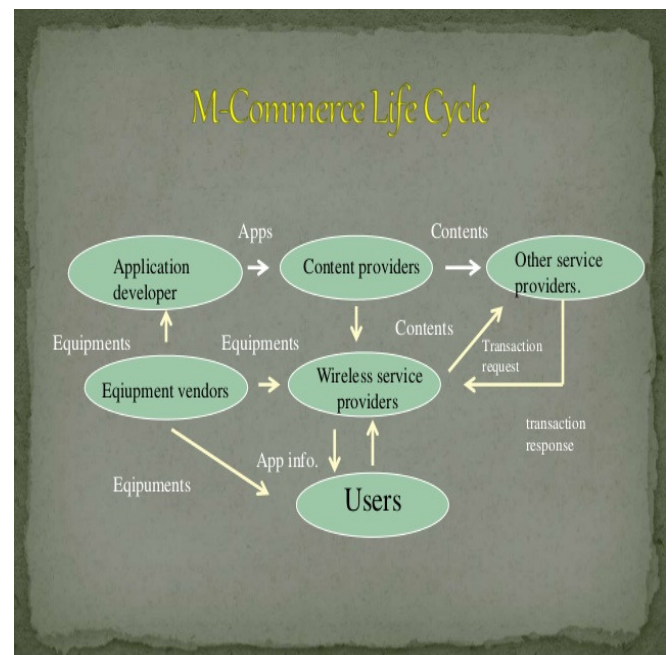 M-Commerce Life Cycle
Apps
Contents
Application
developer
Content providers
Other service
providers.
Equipments
Equipments
Contents
Transaction
request
Eqiupment vendors
Wireless service
providers
transaction
response
App info.
Eqipuments
Users